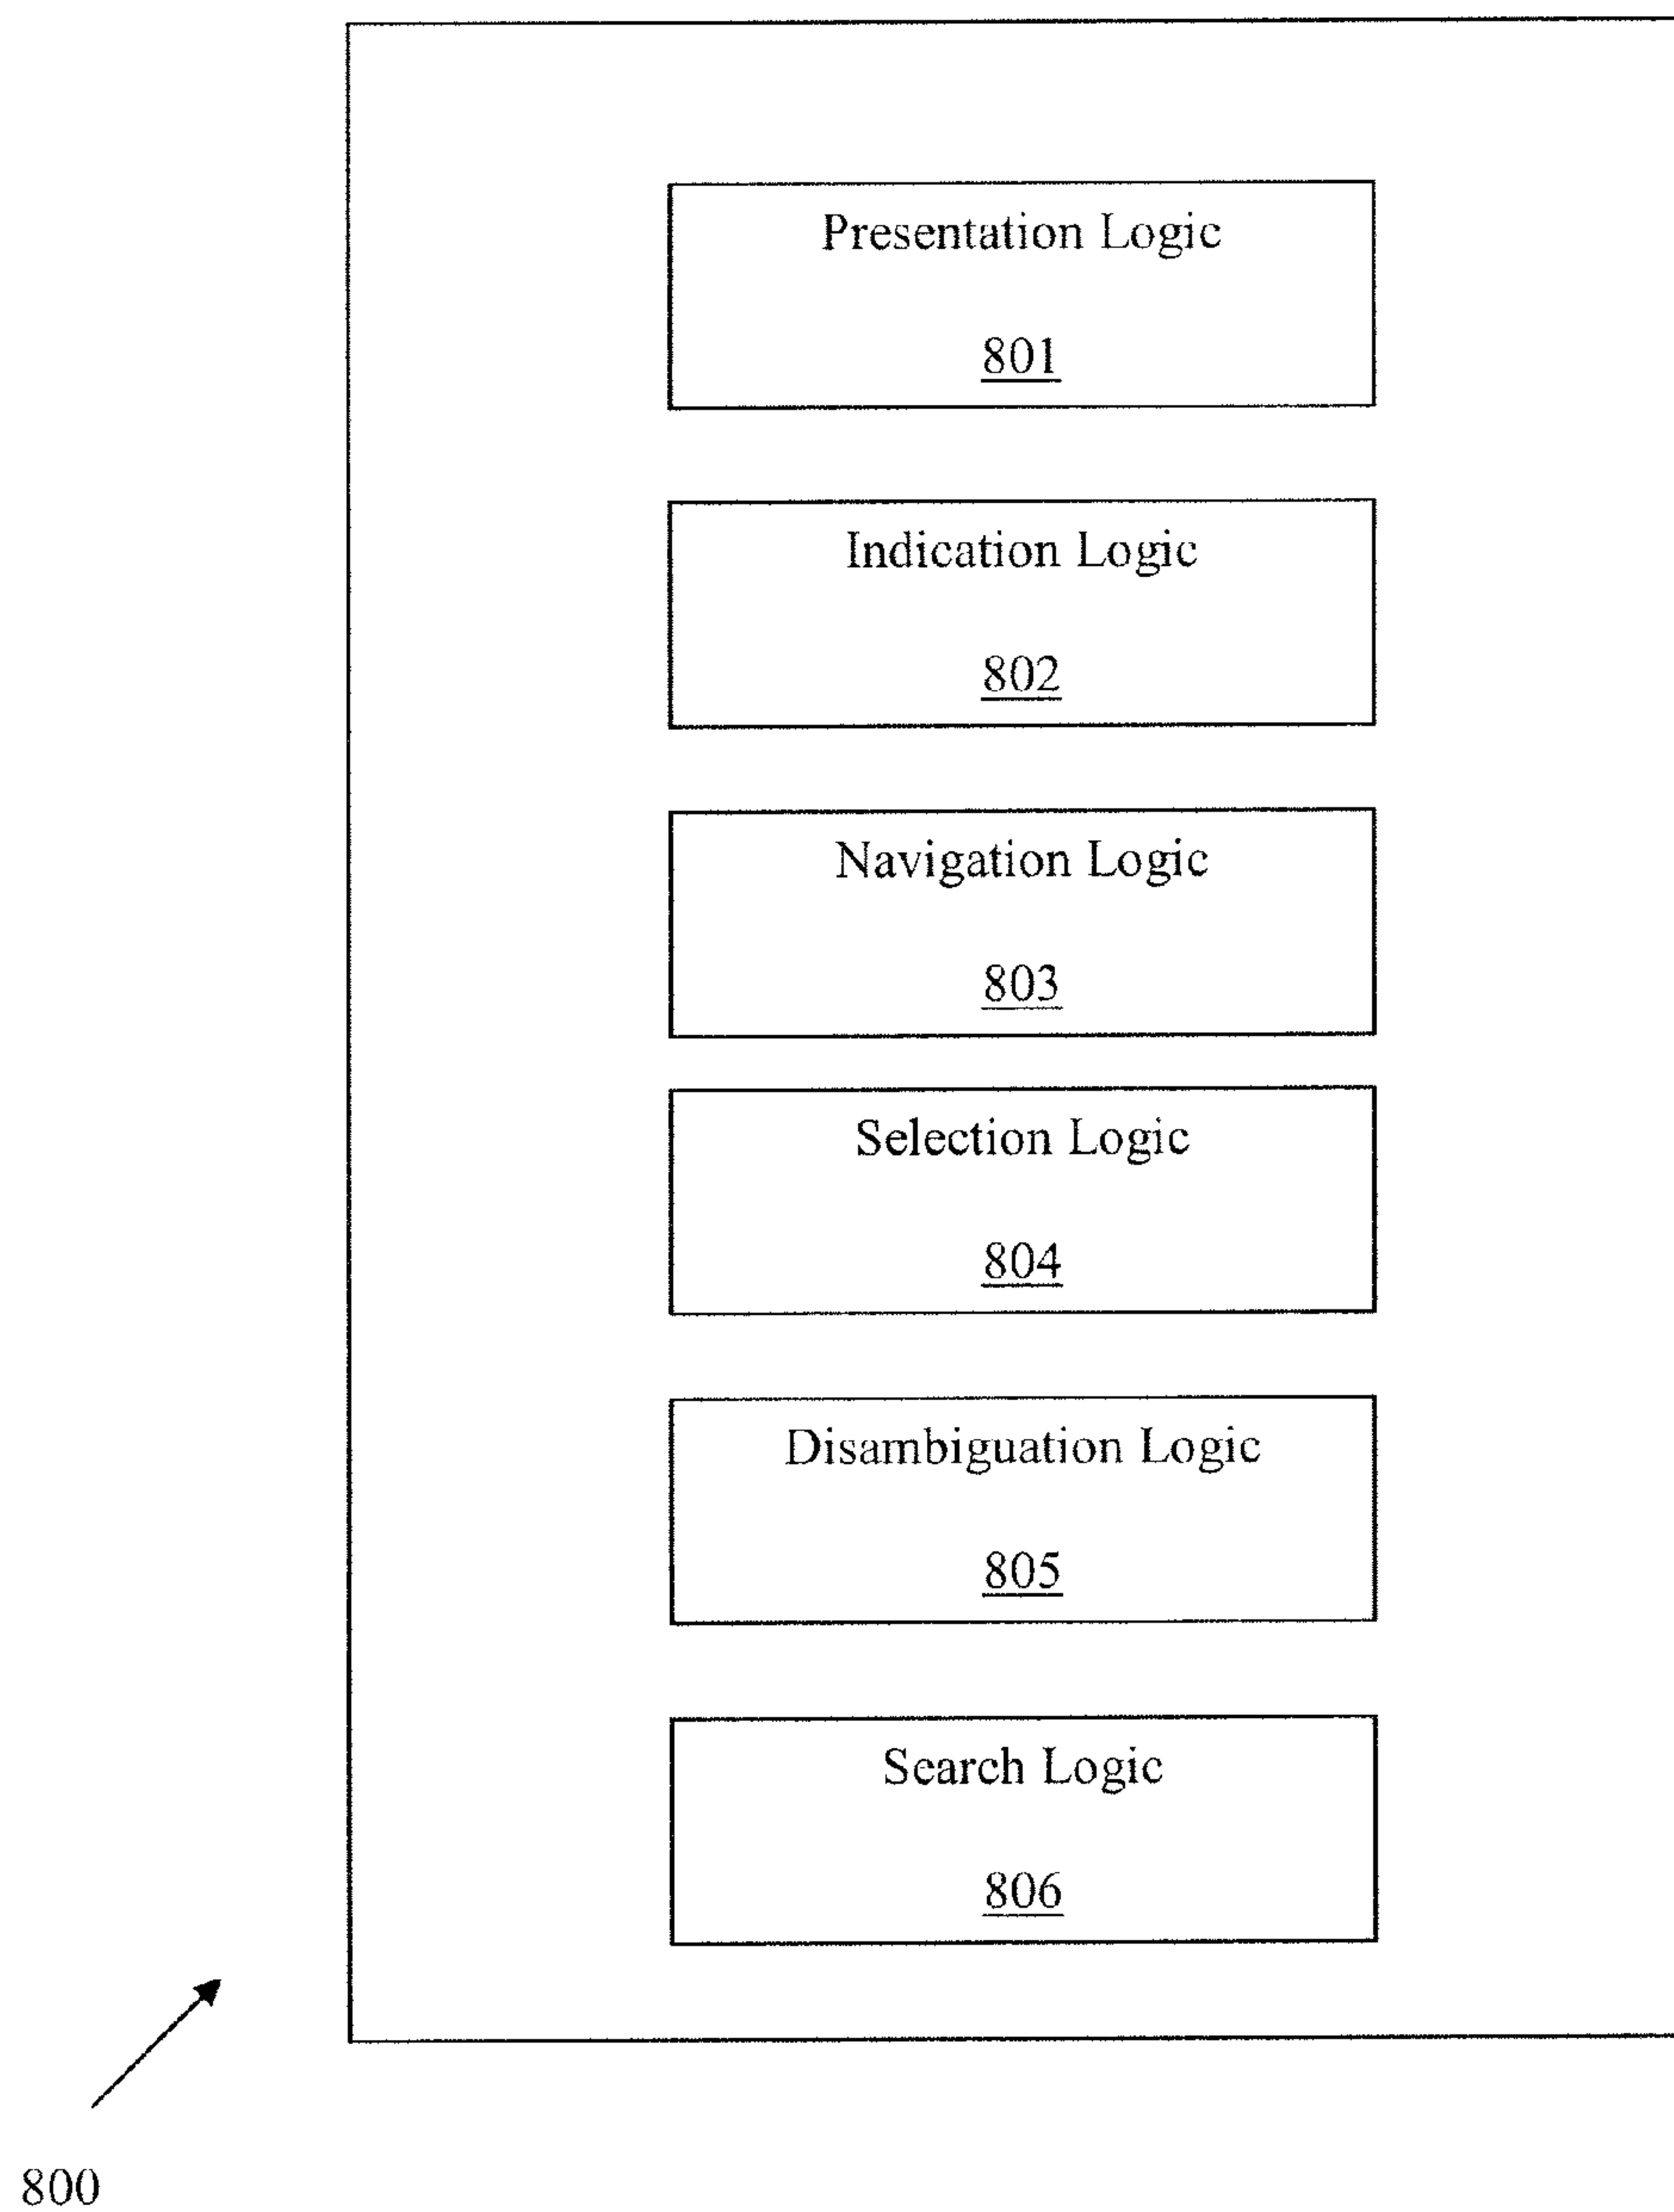 Presentation Logic
801
Indication Logic
802
Navigation Logic
803
Selection Logic
804
Disambiguation Logic
805
Search Logic
806
800